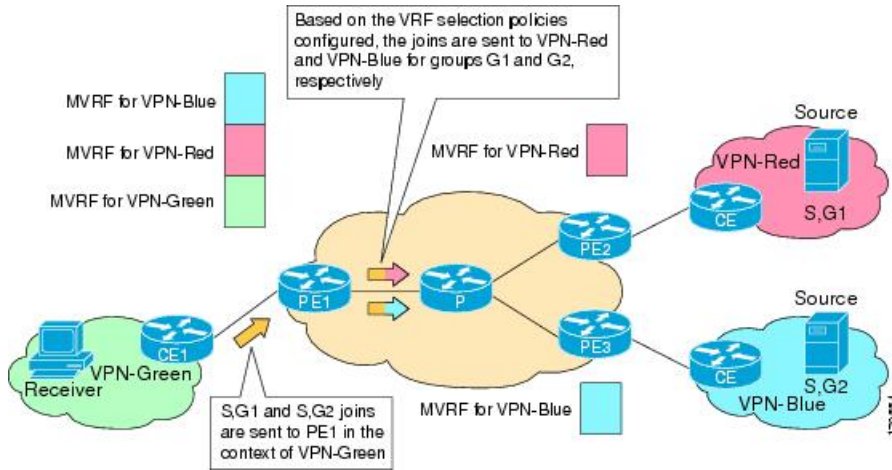 Based on the VRF selection policies
configured, the joins are sent to VPN-Red
and VPN-Blue for groups G1 and G2,
respectively
MVRF for VPN-Blue
MVRF for VPN-Red
MVRF for VPN-Green
MVRF for VPN-Red
Source
VPN-Red
S,G1
CE
PE2
PE1
P
PE3
CE1
VPN-Green
Receiver
S,G1 and S,G2 joins
are sent to PE1 in the
context of VPN-Green
MVRF for VPN-Blue
Source
CE
S,G2
VPN-Blue